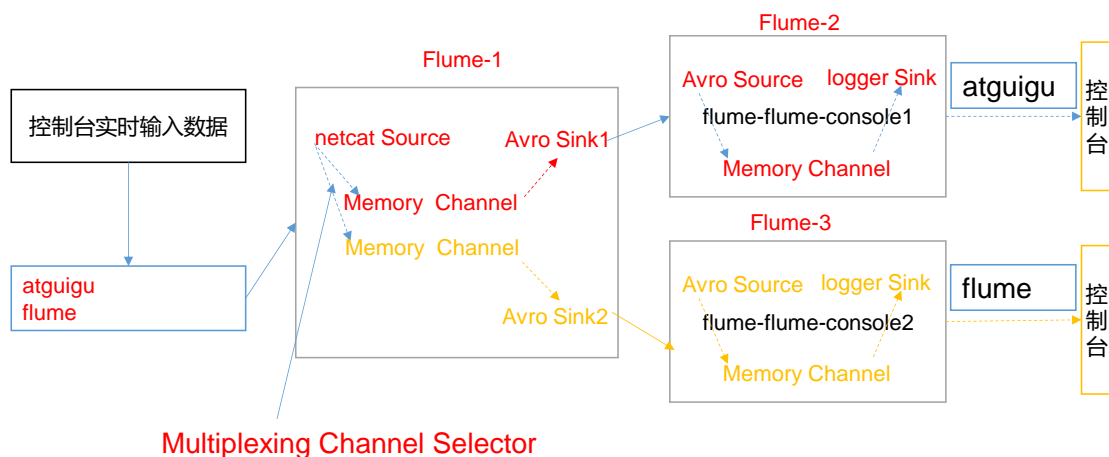 控制台实时输入数据
atguigu
flume
Flume-1
netcat Source
Avro Sink1
Memory Channel
Memory Channel
Avro Sink2
Multiplexing Channel Selector
Flume-2
Avro Source
logger Sink
flume-flume-console1
Memory Channel
atguigu
控制台
Flume-3
Avro Source
logger Sink
flume-flume-console2
Memory Channel
flume
控制台